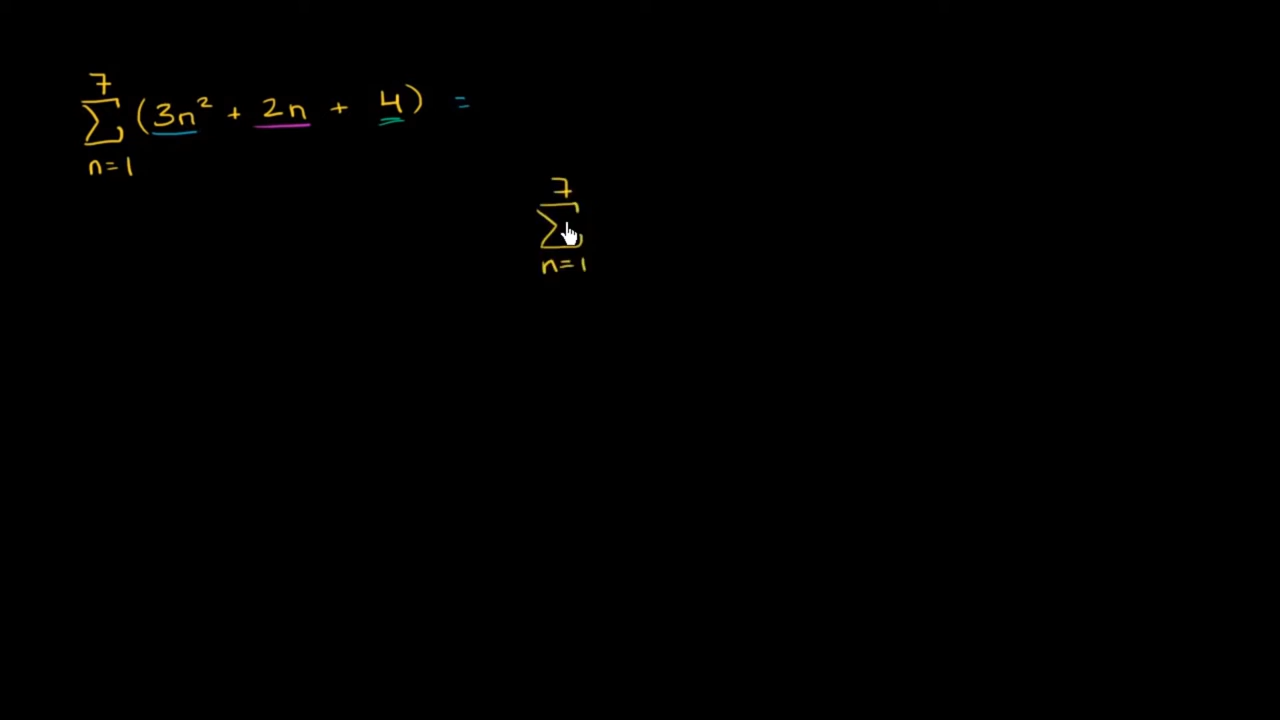 7
∑ (3n² + 2n + 4) =
n=1
7
∑
n=1